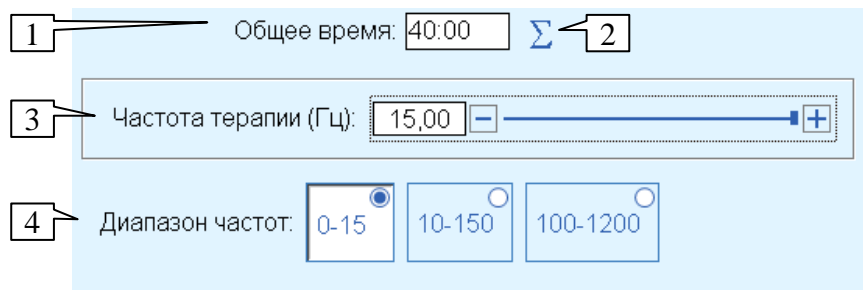 1 Общее время: 40:00 Σ 2
3 Частота терапии (Гц): 15,00 − +
4 Диапазон частот: 0-15 10-150 100-1200